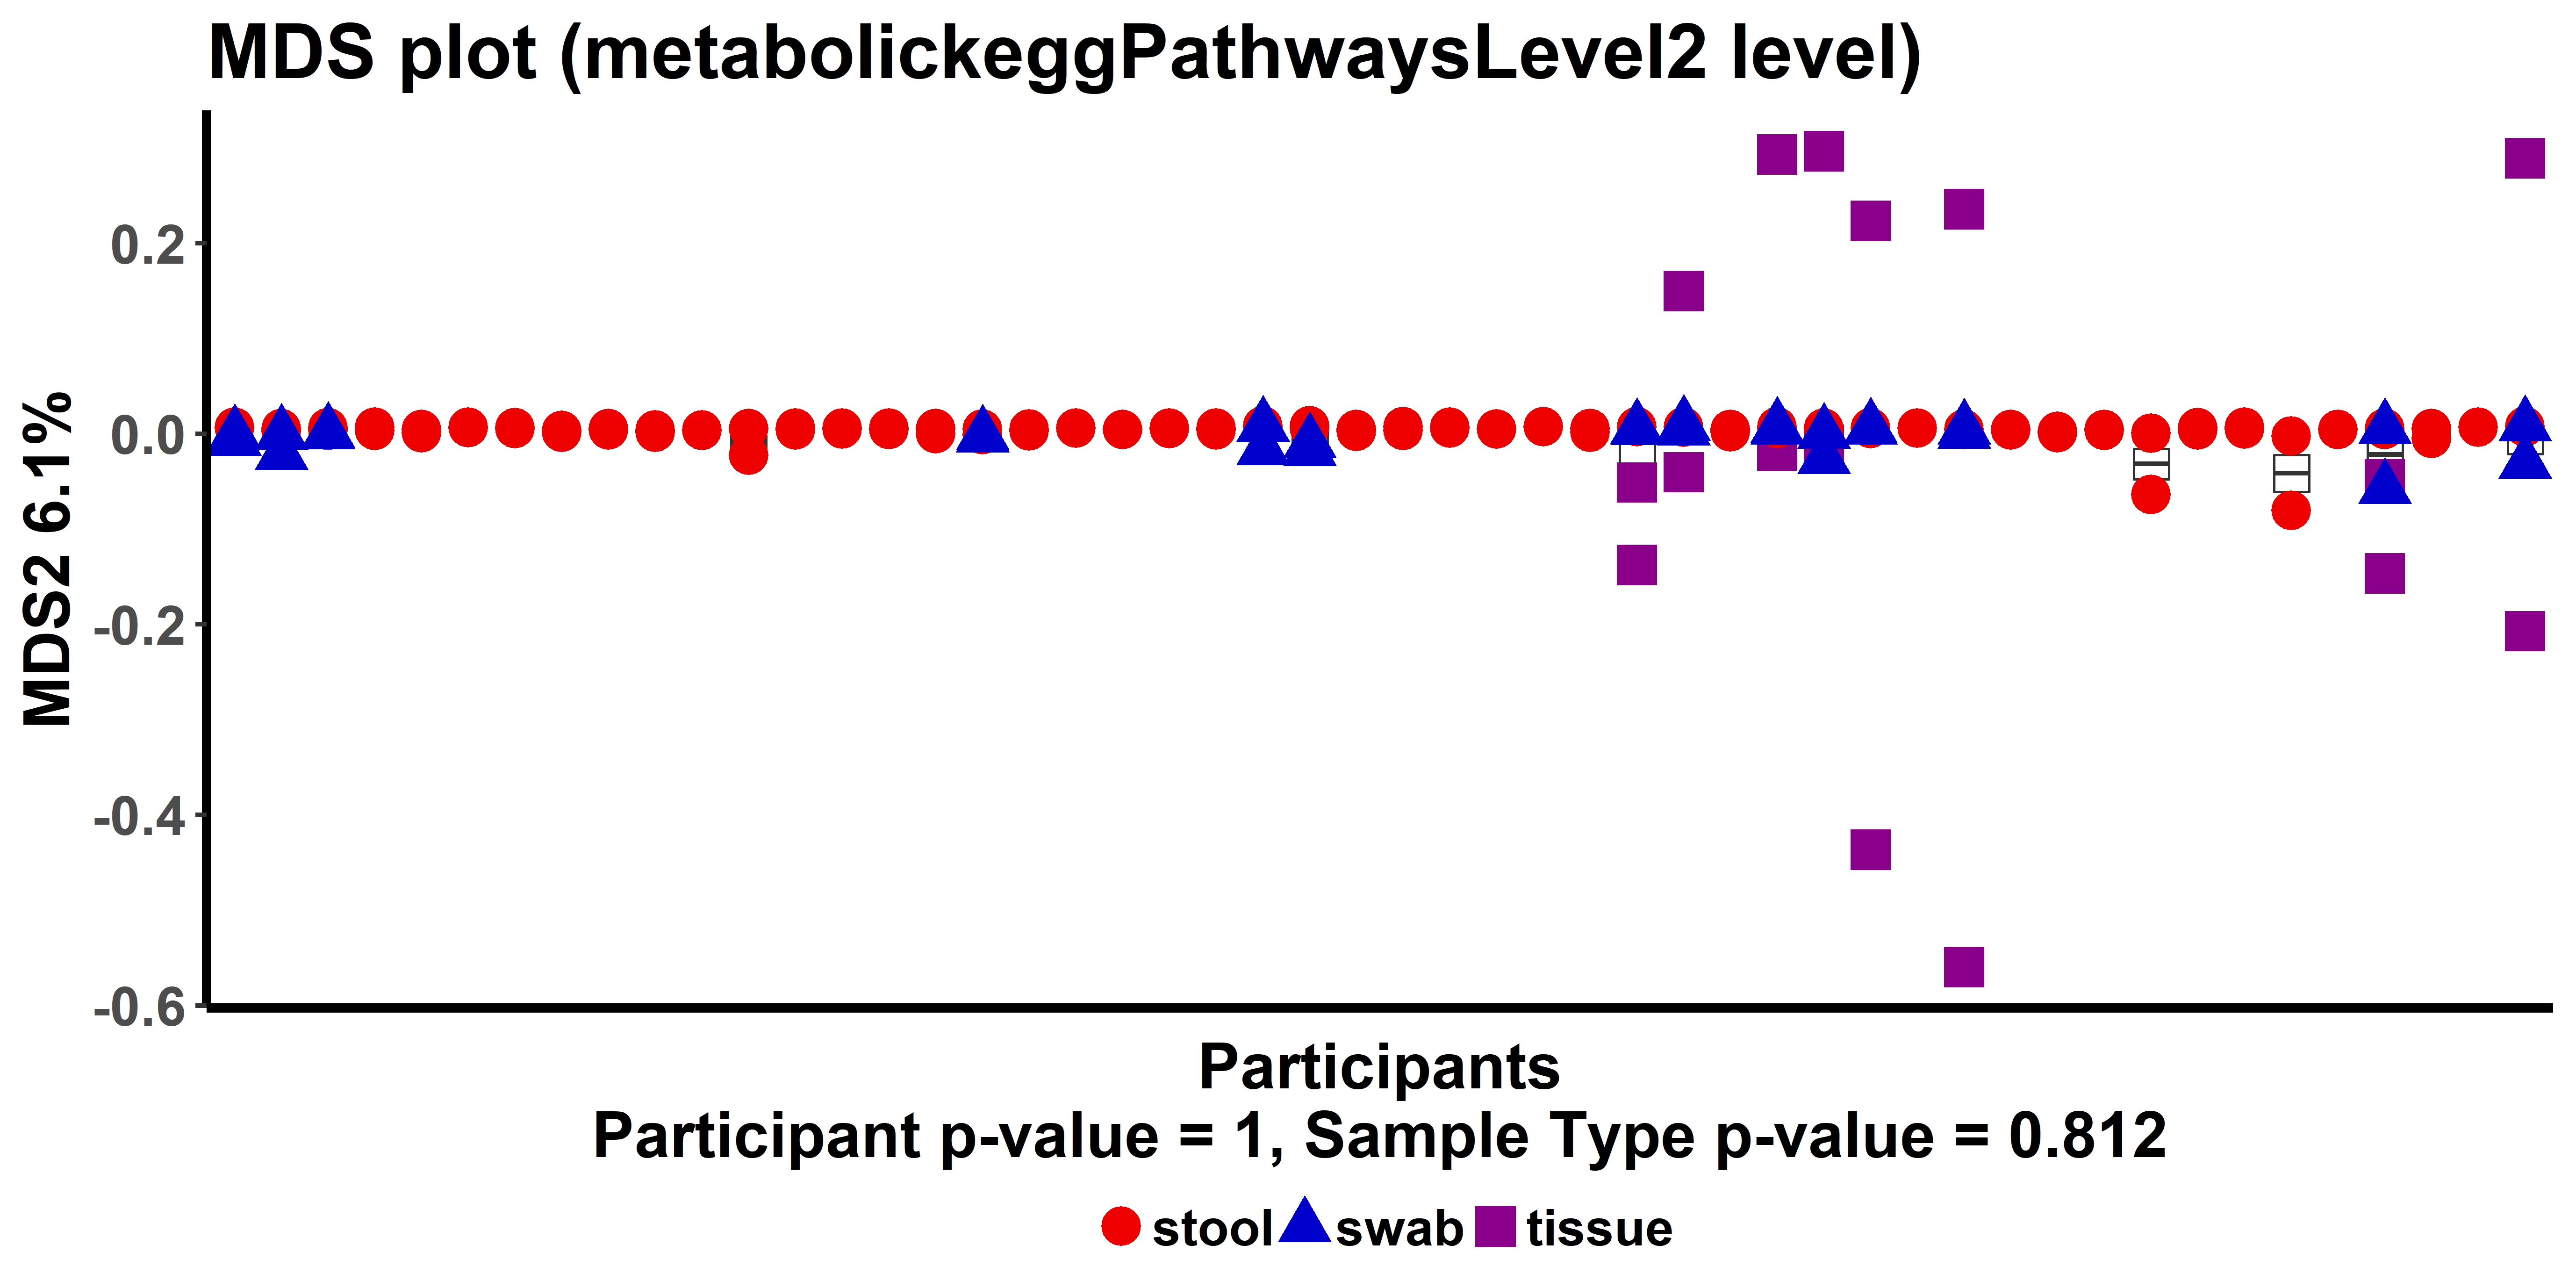 MDS plot (metabolickeggPathwaysLevel2 level)
MDS2 6.1%
0.2
0.0
-0.2
-0.4
-0.6
Participants
Participant p-value = 1, Sample Type p-value = 0.812
stool swab tissue